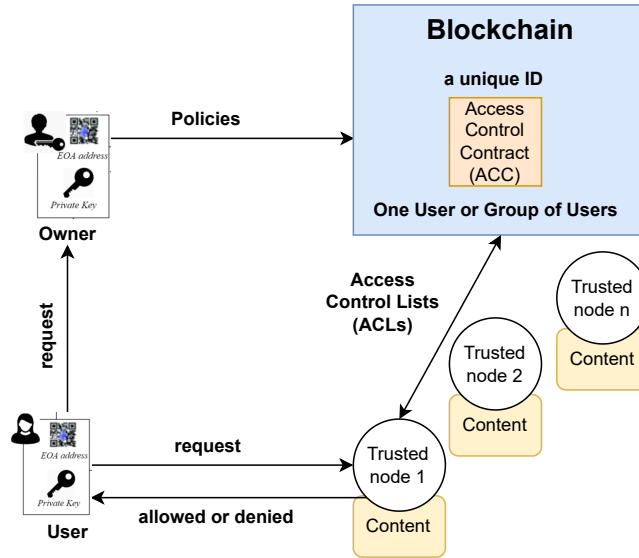 Blockchain
a unique ID
Access
Control
Contract
(ACC)
One User or Group of Users
Policies
EOA address
Private Key
Owner
request
Access
Control Lists
(ACLs)
Trusted
node n
Content
Trusted
node 2
Content
Trusted
node 1
Content
request
allowed or denied
EOA address
Private Key
User